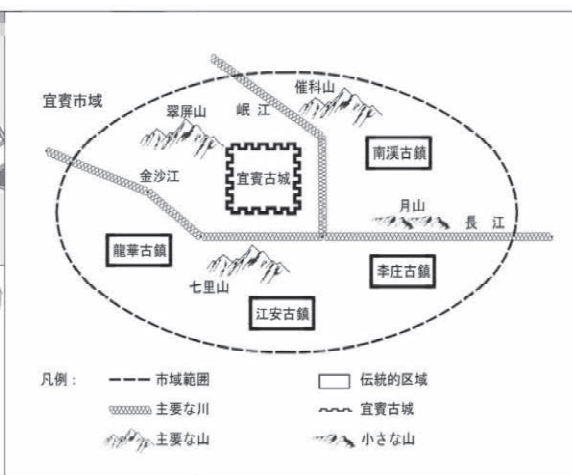 催科山
岷江
宜賓市域
翠屏山
南溪古鎮
金沙江
宜賓古城
月山
長江
龍華古鎮
七里山
李庄古鎮
江安古鎮
凡例：
市域範囲
伝統的区域
主要な川
宜賓古城
主要な山
小さな山